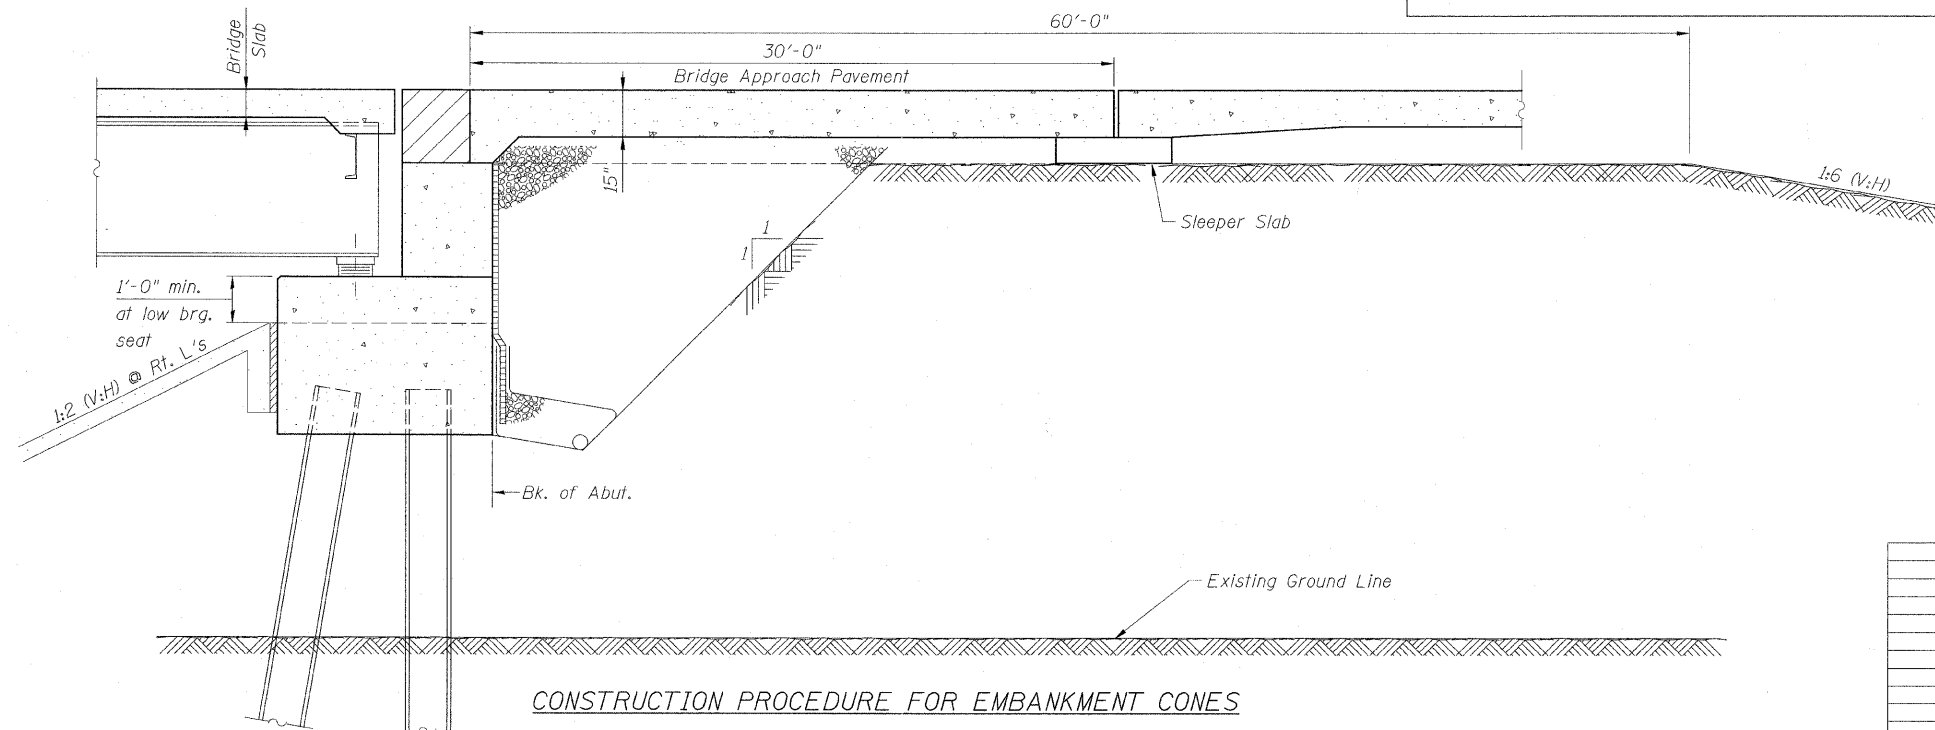 Bridge
Slab
60'-0"
30'-0"
Bridge Approach Pavement
15"
1:6 (V:H)
Sleeper Slab
1
1
1'-0" min.
at low brg.
seat
1:2 (V:H) @ Rt. L's
Bk. of Abut.
Existing Ground Line
CONSTRUCTION PROCEDURE FOR EMBANKMENT CONES